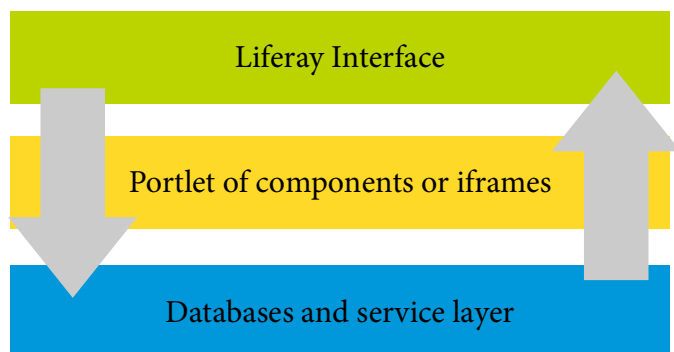 Liferay Interface
Portlet of components or iframes
Databases and service layer